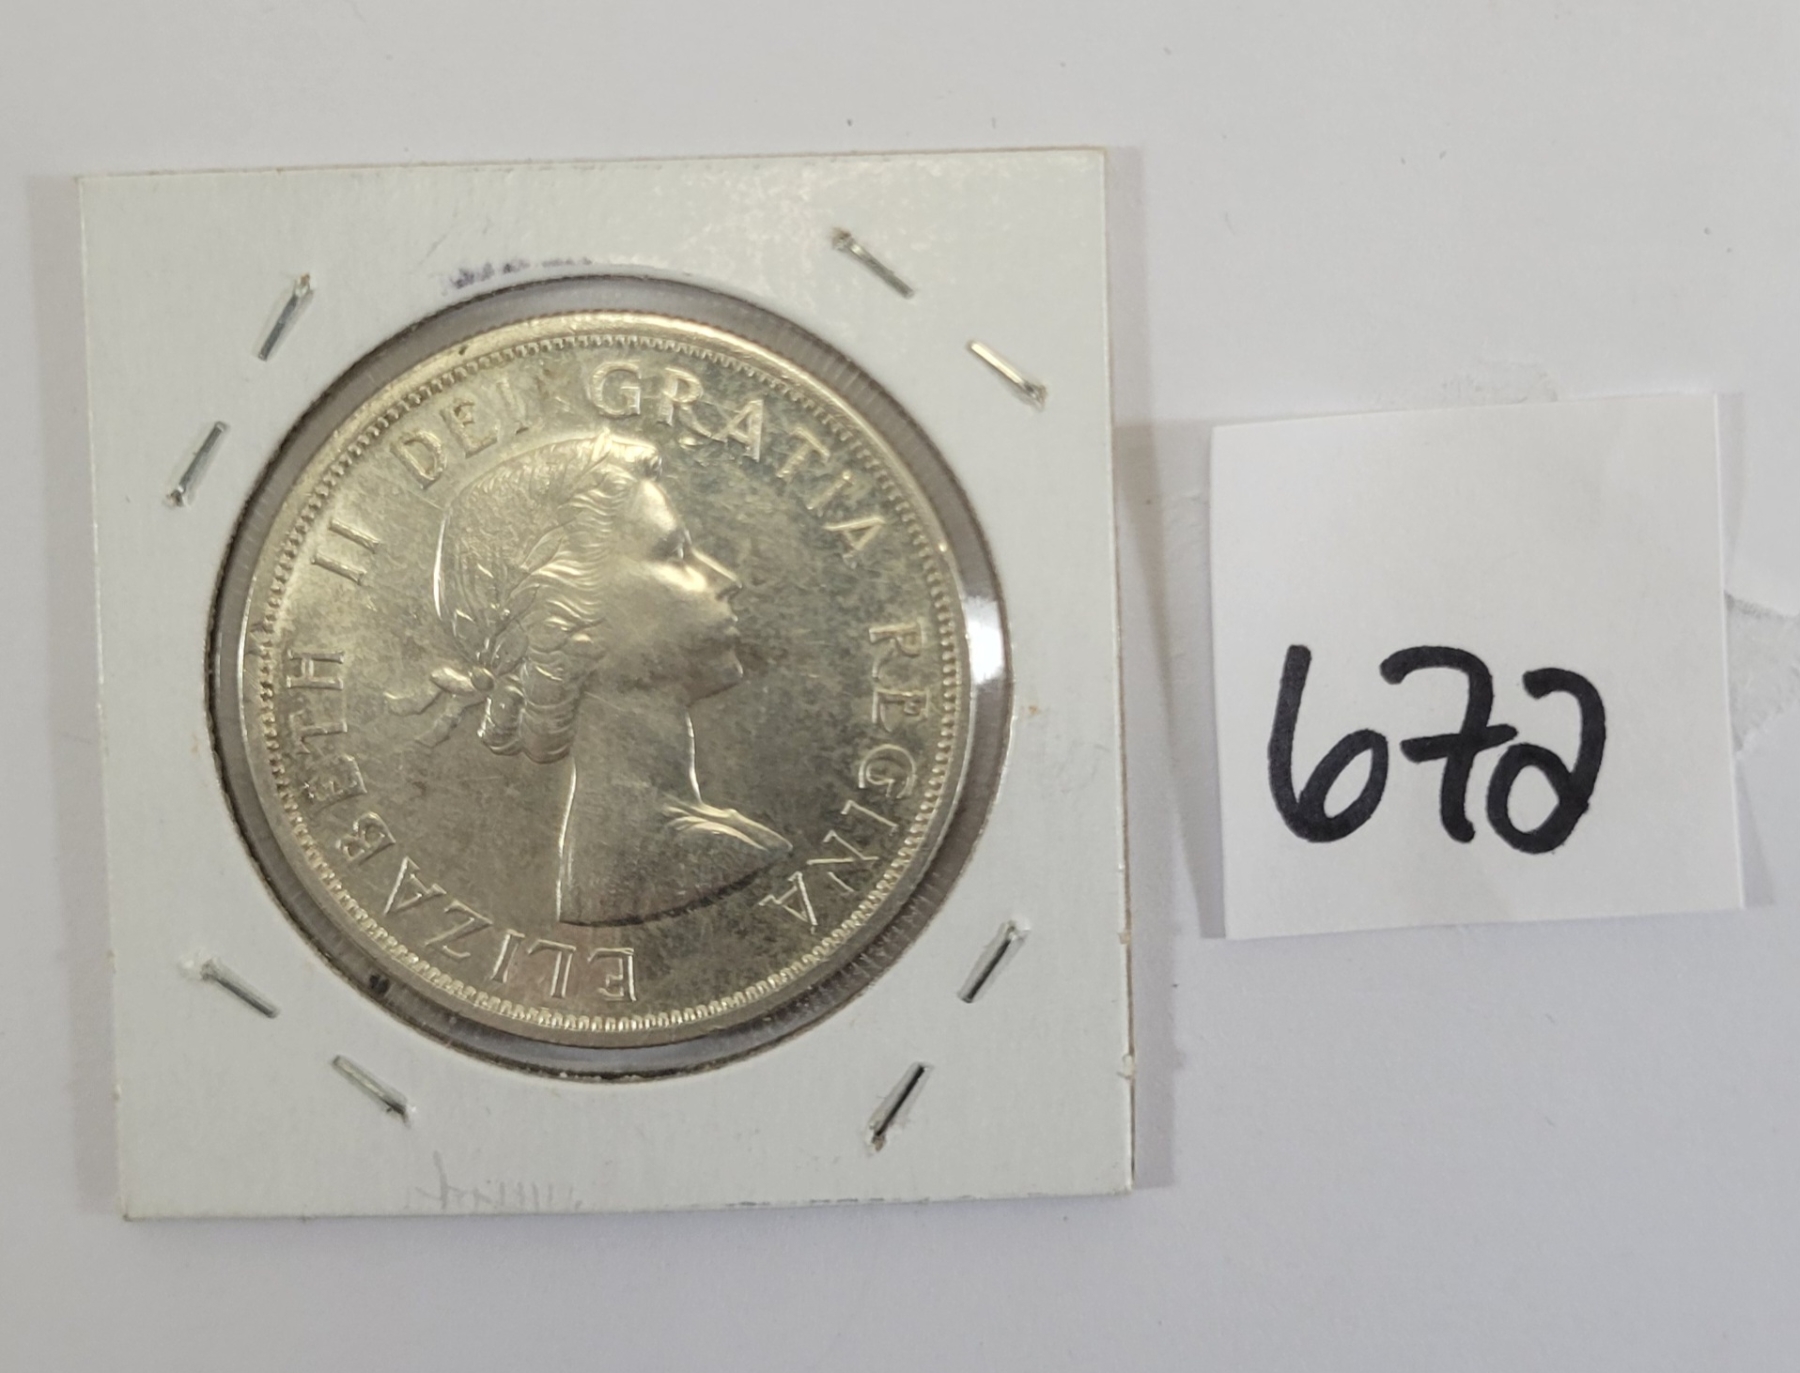 ELIZABETH II DEI GRATIA REGINA
672